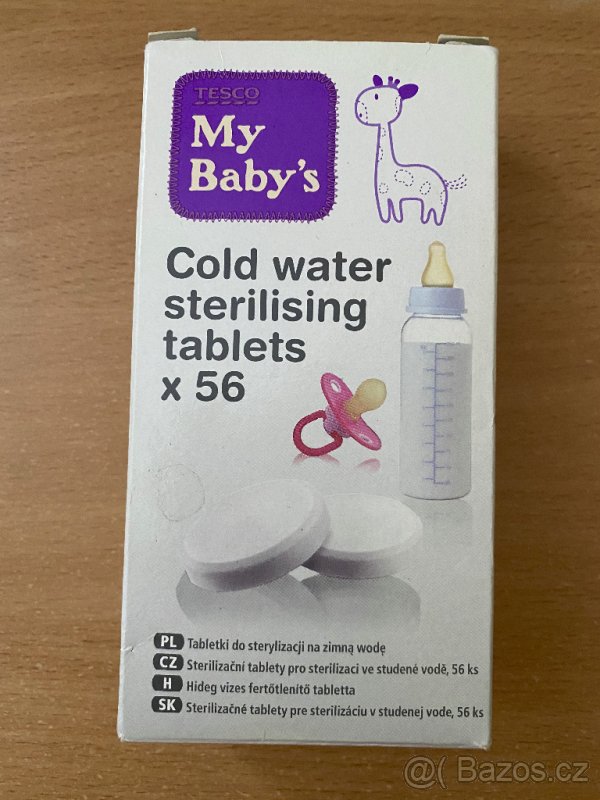 TESCO
My
Baby's
Cold water
sterilising
tablets
x 56
PL Tabletki do sterylizacji na zimną wodę
CZ Sterilizační tablety pro sterilizaci ve studené vodě, 56 ks
H Hideg vizes fertőtlenítő tabletta
SK Sterilizačné tablety pre sterilizáciu v studenej vode, 56 ks
@( Bazos.cz